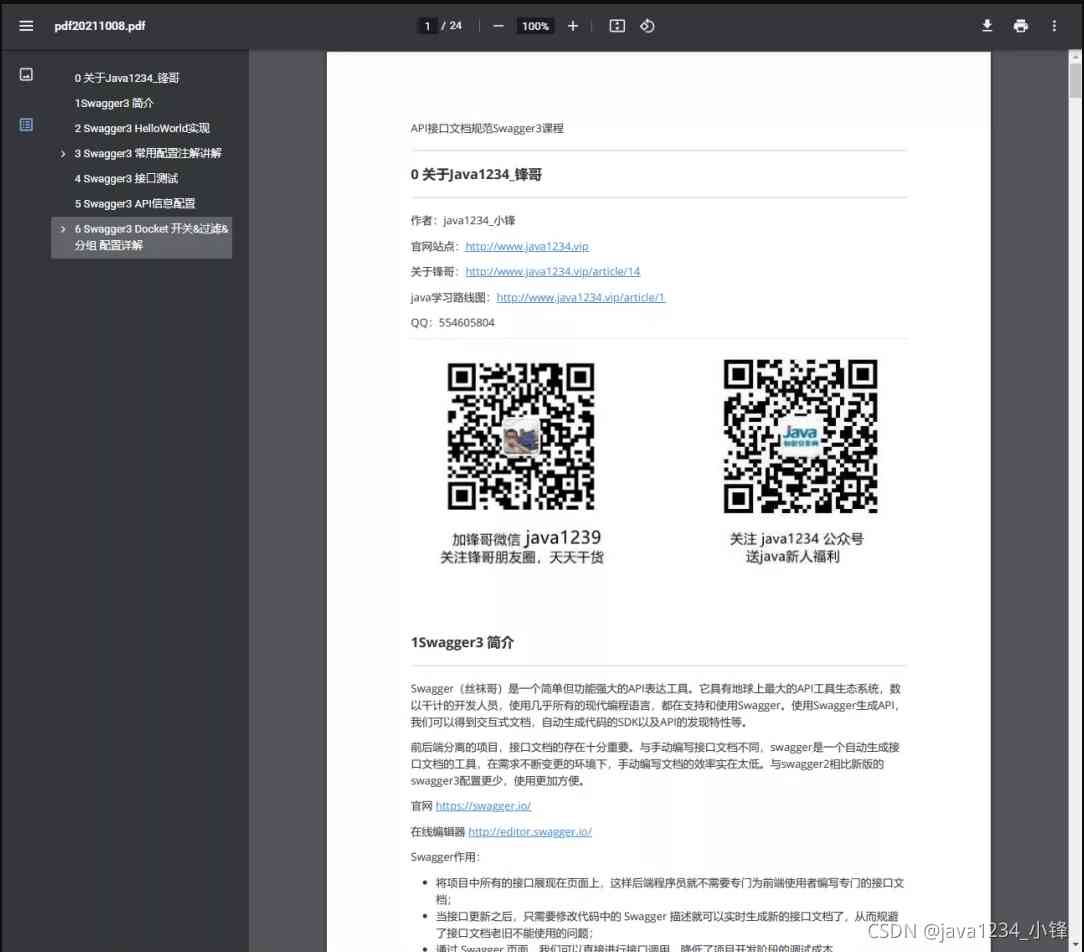 pdf20211008.pdf
1 / 24
100%
0 关于Java1234_锋哥
1Swagger3 简介
2 Swagger3 HelloWorld实现
3 Swagger3 常用配置注解讲解
4 Swagger3 接口测试
5 Swagger3 API信息配置
6 Swagger3 Docket 开关&过滤&
分组 配置详解
API接口文档规范Swagger3课程
0 关于Java1234_锋哥
作者：java1234_小锋
官网站点：http://www.java1234.vip
关于锋哥：http://www.java1234.vip/article/14
java学习路线图：http://www.java1234.vip/article/1
QQ：554605804
加锋哥微信 java1239
关注锋哥朋友圈，天天干货
java
关注 java1234 公众号
送java新人福利
1Swagger3 简介
Swagger（丝袜哥）是一个简单但功能强大的API表达工具。它具有地球上最大的API工具生态系统，数
以千计的开发人员，使用几乎所有的现代编程语言，都在支持和使用Swagger。使用Swagger生成API，
我们可以得到交互式文档，自动生成代码的SDK以及API的发现特性等。
前后端分离的项目，接口文档的存在十分重要。与手动编写接口文档不同，swagger是一个自动生成接
口文档的工具，在需求不断变更的环境下，手动编写文档的效率实在太低。与swagger2相比新版的
swagger3配置更少，使用更加方便。
官网 https://swagger.io/
在线编辑器 http://editor.swagger.io/
Swagger作用：
• 将项目中所有的接口展现在页面上，这样后端程序员就不需要专门为前端使用者编写专门的接口文
档；
• 当接口更新之后，只需要修改代码中的 Swagger 描述就可以实时生成新的接口文档了，从而规避
了接口文档老旧不能使用的问题；
• 通过 Swagger 页面，我们可以直接进行接口调用，降低了项目开发阶段的调试成本
CSDN @java1234_小锋